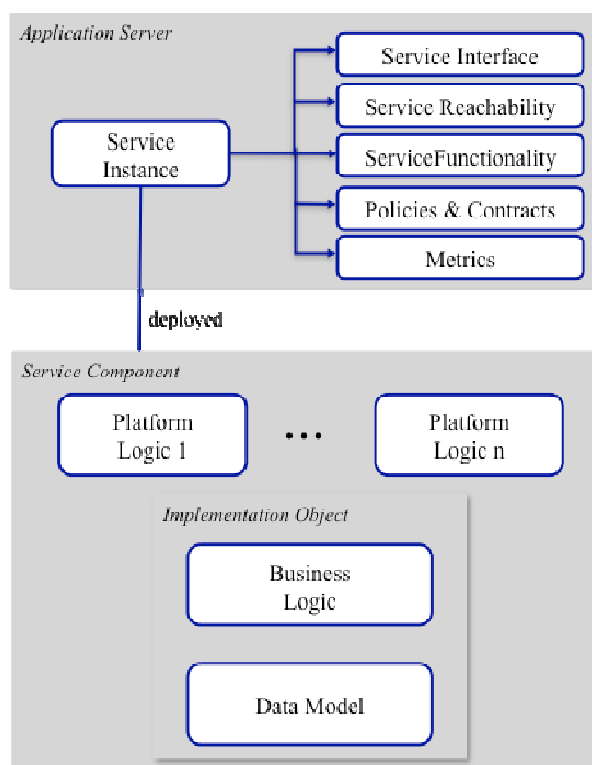 Application Server
Service Interface
Service Reachability
Service
Instance
ServiceFunctionality
Policies & Contracts
Metrics
deployed
Service Component
Platform
Logic 1
...
Platform
Logic n
Implementation Object
Business
Logic
Data Model